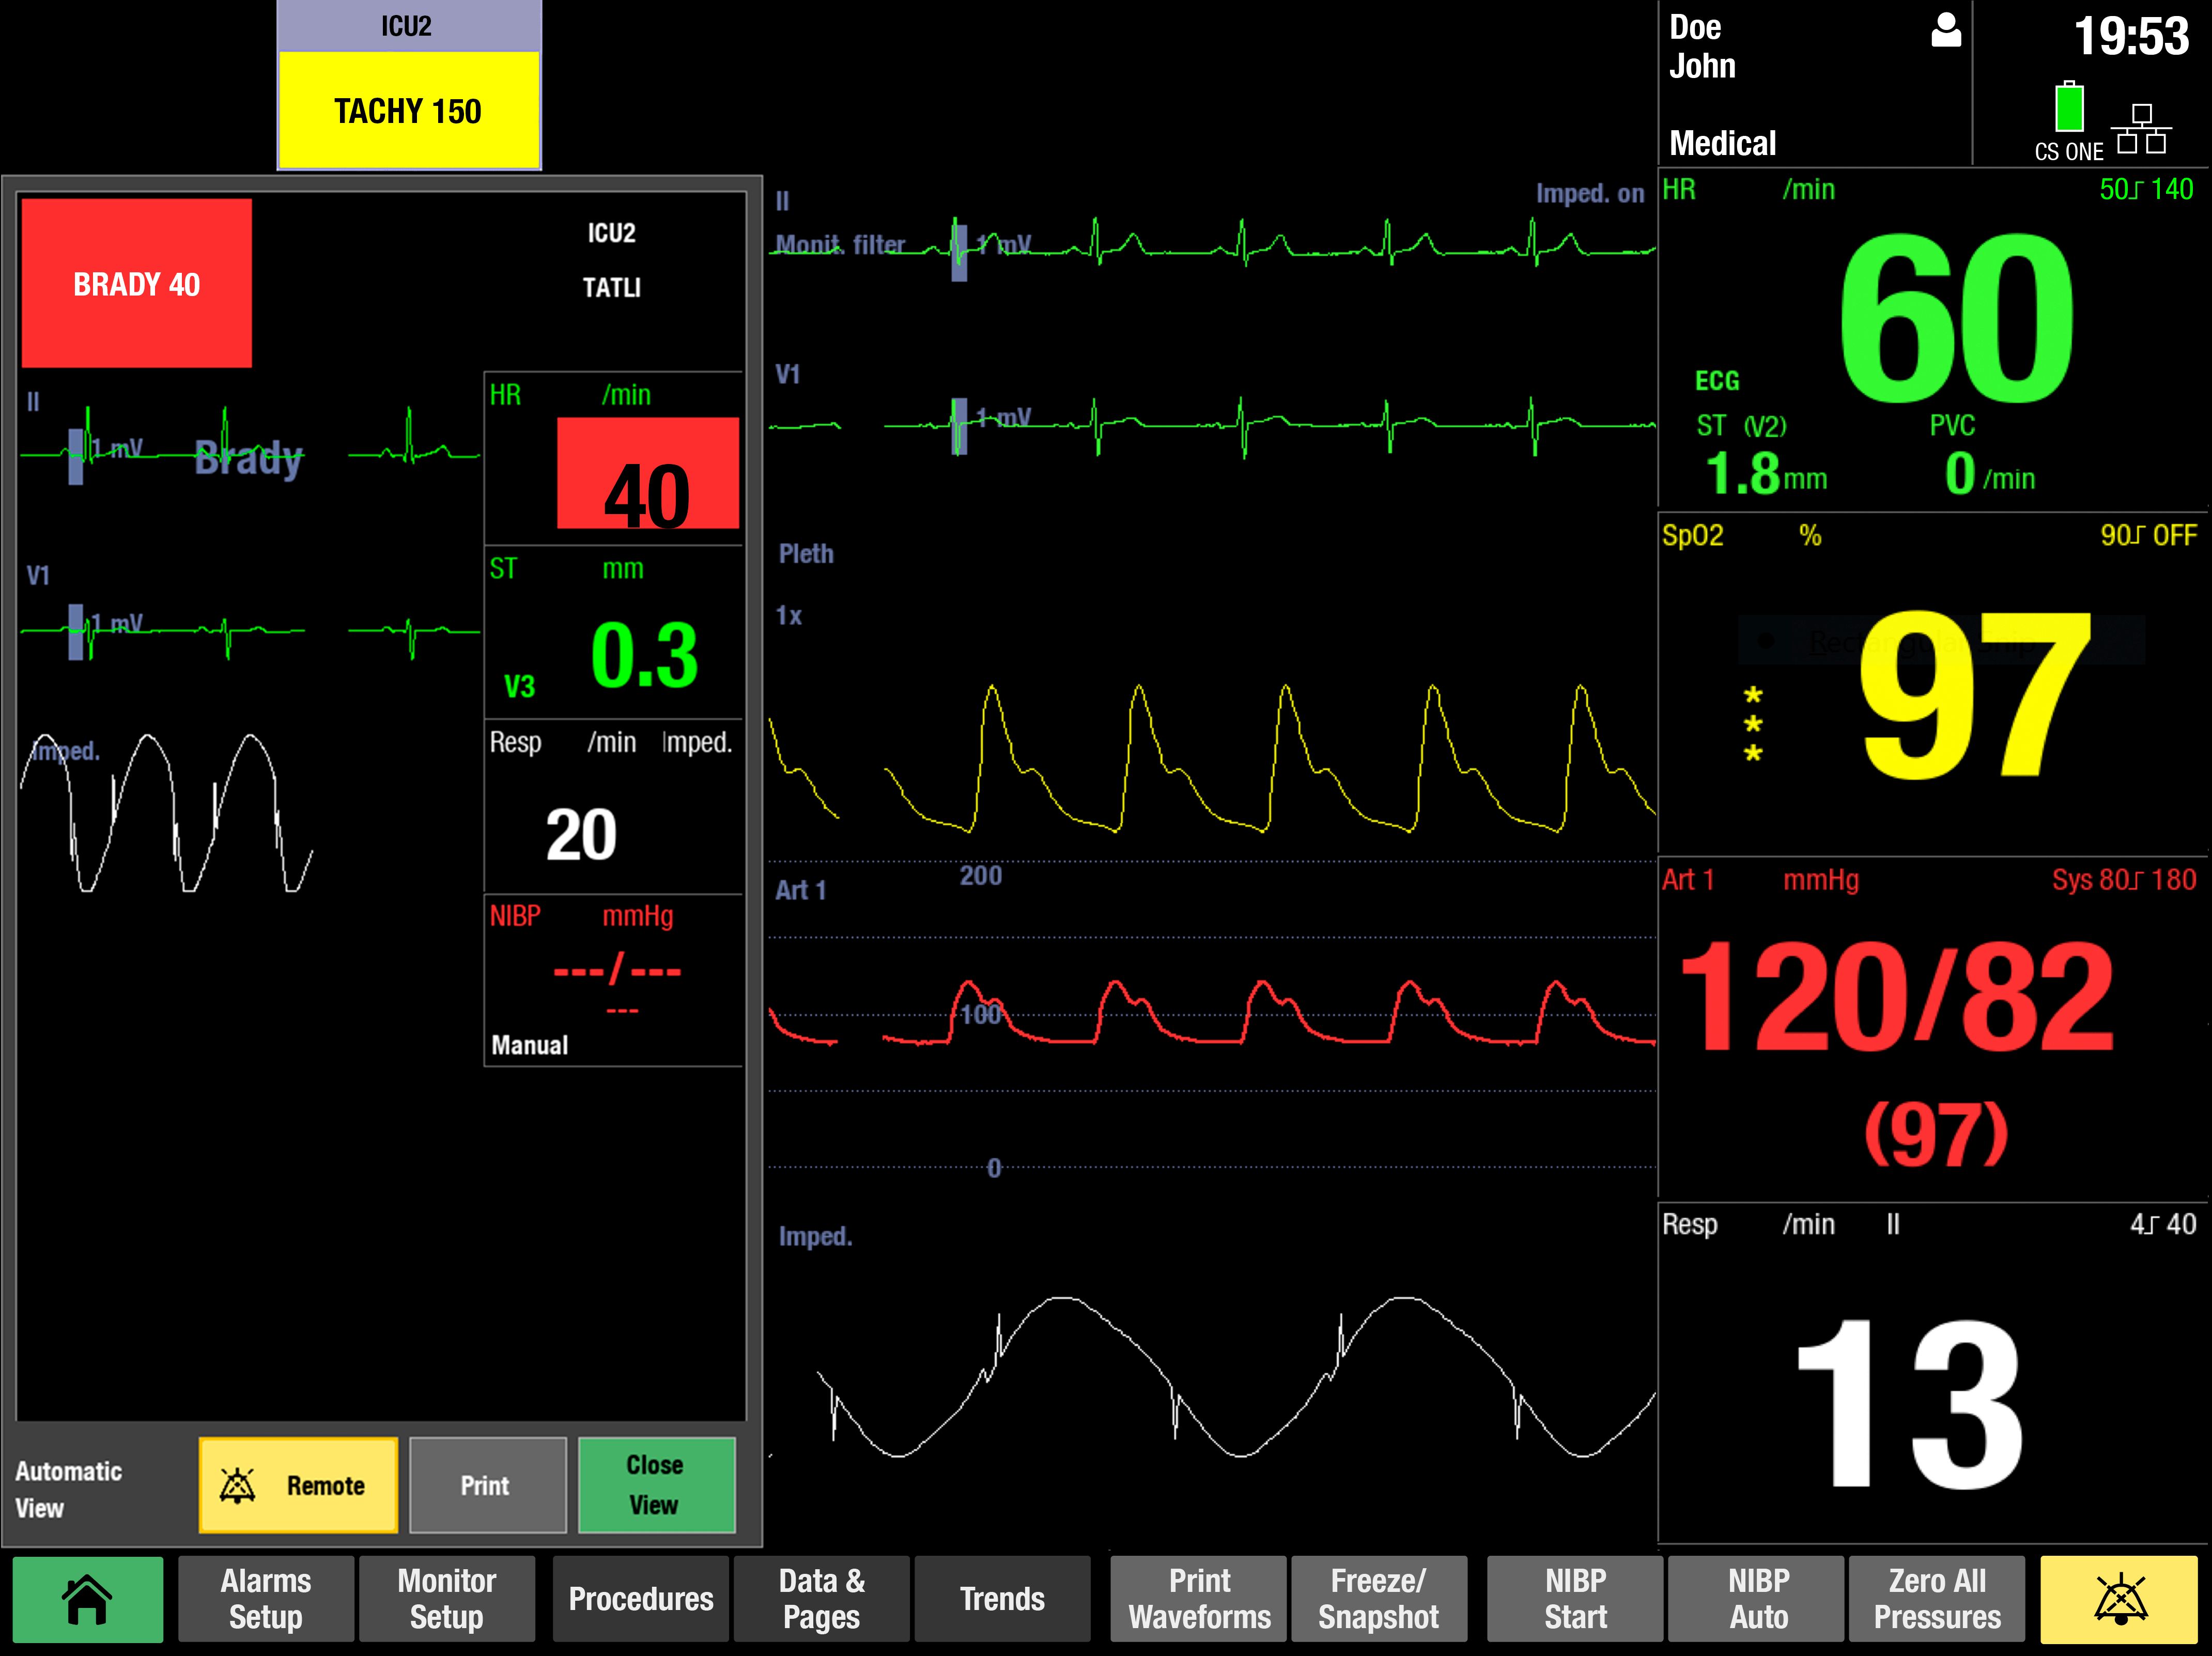 ICU2
TACHY 150
Doe
John
Medical
19:53
CS ONE
BRADY 40
ICU2
TATLI
II
1 mV
Brady
V1
1 mV
Imped.
HR /min
40
ST mm
0.3
V3
Resp /min Imped.
20
NIBP mmHg
---/---
---
Manual
Automatic
View
Remote
Print
Close
View
II
Imped. on
Monit. filter
1 mV
V1
1 mV
Pleth
1x
Art 1
200
100
0
Imped.
HR /min 50 140
60
ECG
ST (V2) PVC
1.8 mm 0 /min
SpO2 % 90 OFF
97
*
*
*
Art 1 mmHg Sys 80 180
120/82
(97)
Resp /min II 4 40
13
Alarms
Setup
Monitor
Setup
Procedures
Data &
Pages
Trends
Print
Waveforms
Freeze/
Snapshot
NIBP
Start
NIBP
Auto
Zero All
Pressures